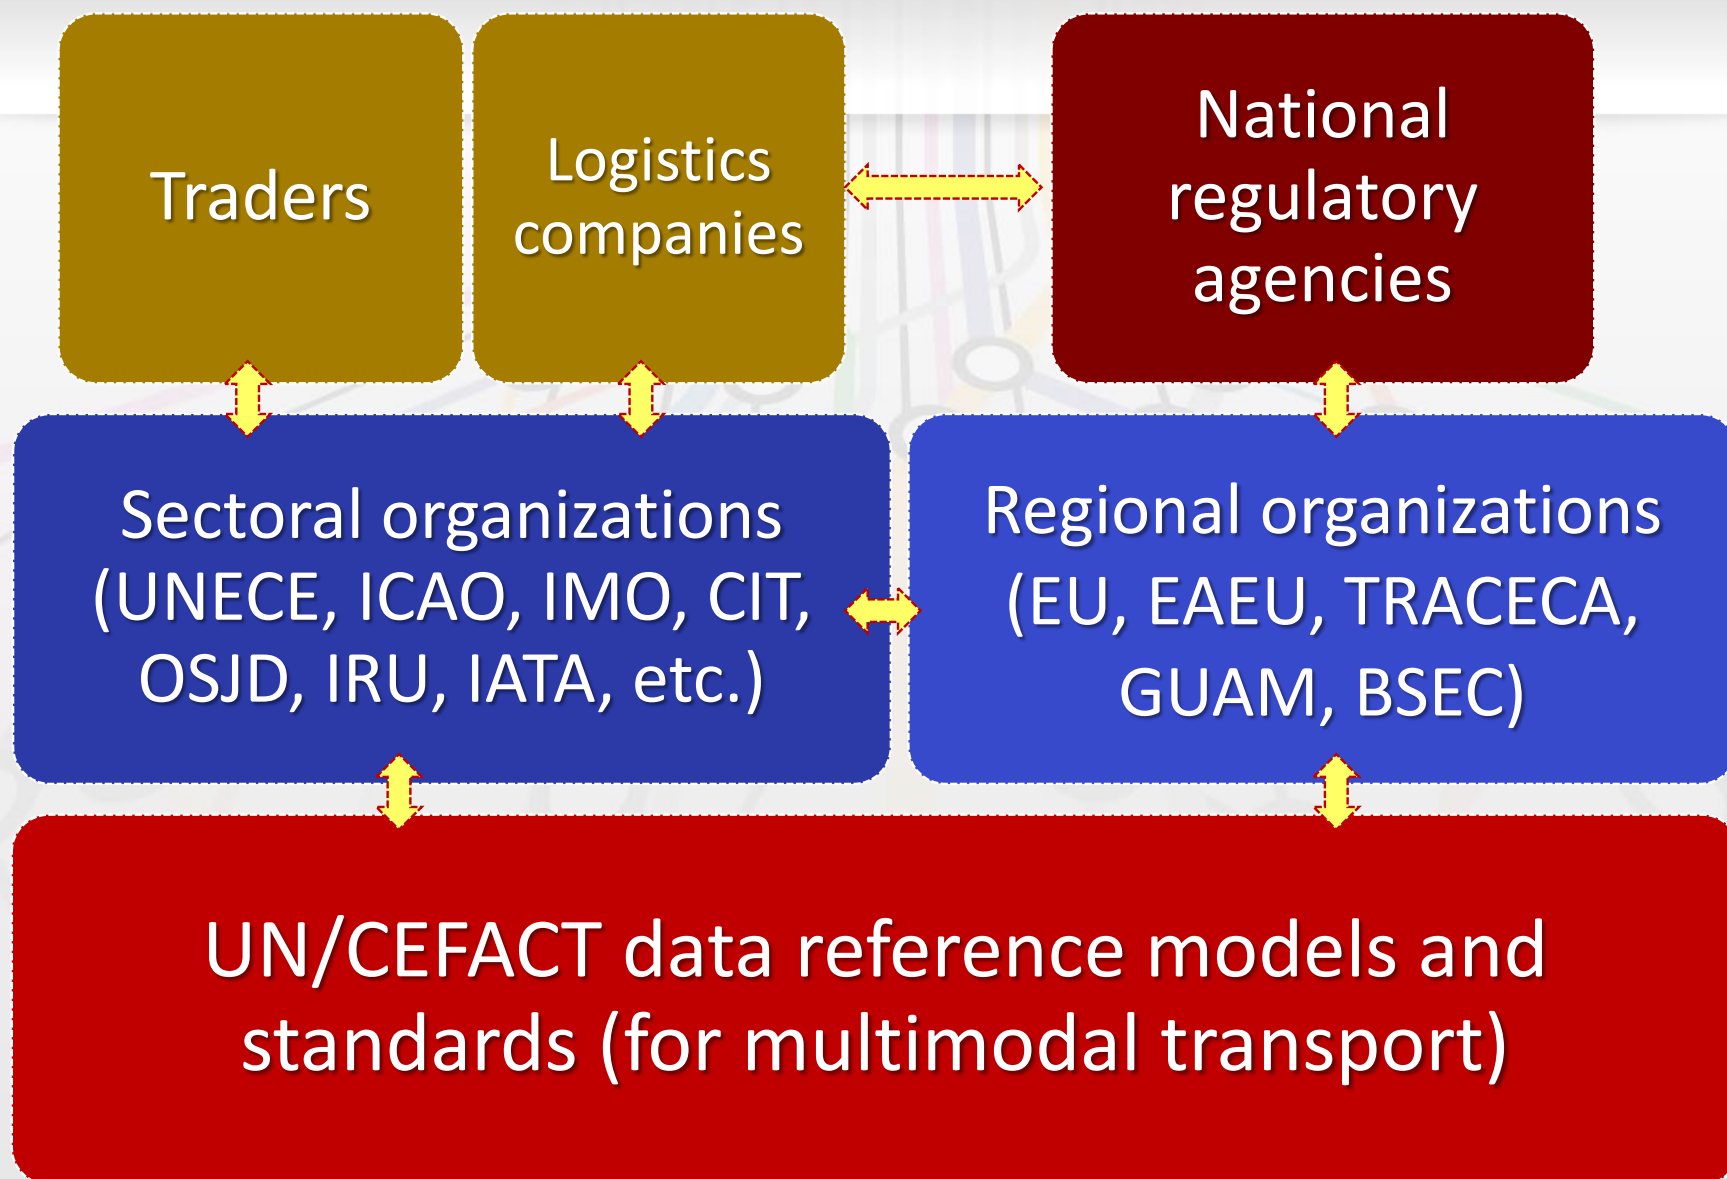 Traders
Logistics
companies
National
regulatory
agencies
Sectoral organizations
(UNECE, ICAO, IMO, CIT,
OSJD, IRU, IATA, etc.)
Regional organizations
(EU, EAEU, TRACECA,
GUAM, BSEC)
UN/CEFACT data reference models and
standards (for multimodal transport)